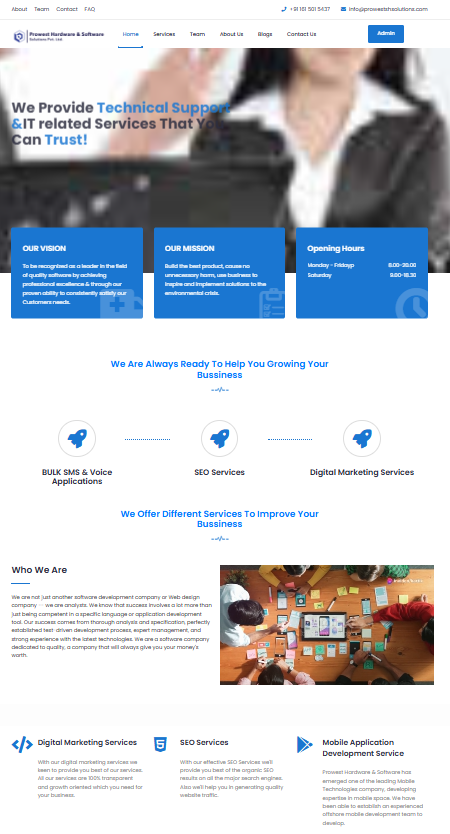 About Team Contact FAQ
+91 161 501 5437 info@prowestshsolutions.com
Prowest Hardware & Software
Solutions Pvt. Ltd.
Home Services Team About Us Blogs Contact Us Admin
We Provide Technical Support
&IT related Services That You
Can Trust!
OUR VISION
To be recognized as a leader in the field
of quality software by achieving
professional excellence & through our
proven ability to consistently satisfy our
Customers needs.
OUR MISSION
Build the best product, cause no
unnecessary harm, use business to
inspire and implement solutions to the
environmental crisis.
Opening Hours
Monday - Fridayp 8.00-20.00
Saturday 9.00-18.30
We Are Always Ready To Help You Growing Your
Bussiness
BULK SMS & Voice
Applications
SEO Services
Digital Marketing Services
We Offer Different Services To Improve Your
Bussiness
Who We Are
We are not just another software development company or Web design
company -- we are analysts. We know that success involves a lot more than
just being competent in a specific language or application development
tool. Our success comes from thorough analysis and specification, perfectly
established test-driven development process, expert management, and
strong experience with the latest technologies. We are a software company
dedicated to quality, a company that will always give you your money's
worth.
Digital Marketing Services
With our digital marketing services we
keen to provide you best of our services.
All our services are 100% transparent
and growth oriented which you need for
your business.
SEO Services
With our effective SEO Services we'll
provide you best of the organic SEO
results on all the major search engines.
Also we'll help you in generating quality
website traffic.
Mobile Application
Development Service
Prowest Hardware & Software has
emerged one of the leading Mobile
Technologies company, developing
expertise in mobile space. We have
been able to establish an experienced
offshore mobile development team to
develop.